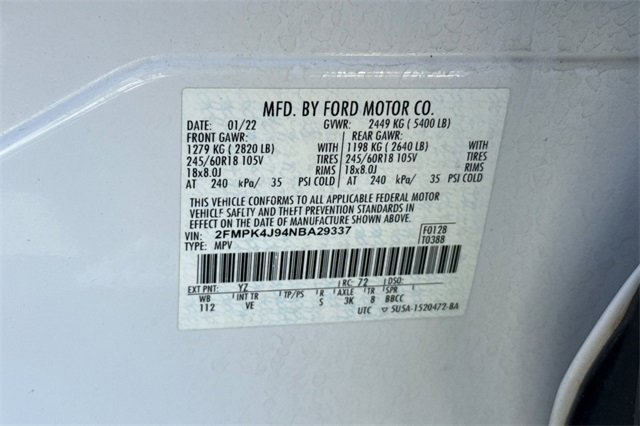 MFD. BY FORD MOTOR CO.
DATE: 01/22 GVWR: 2449 KG ( 5400 LB)
FRONT GAWR: REAR GAWR:
1279 KG ( 2820 LB) WITH 1198 KG ( 2640 LB) WITH
245/60R18 105V TIRES 245/60R18 105V TIRES
18x8.0J RIMS 18x8.0J RIMS
AT 240 kPa/ 35 PSI COLD AT 240 kPa/ 35 PSI COLD
THIS VEHICLE CONFORMS TO ALL APPLICABLE FEDERAL MOTOR
VEHICLE SAFETY AND THEFT PREVENTION STANDARDS IN
EFFECT ON THE DATE OF MANUFACTURE SHOWN ABOVE.
VIN: 2FMPK4J94NBA29337 F0128
TYPE: MPV T0388
EXT PNT: YZ RC: 72 DSO:
WB INT TR TP/PS R AXLE TR SPR
112 VE S 3K 8 BBCC
UTC 5U5A-1520472-BA